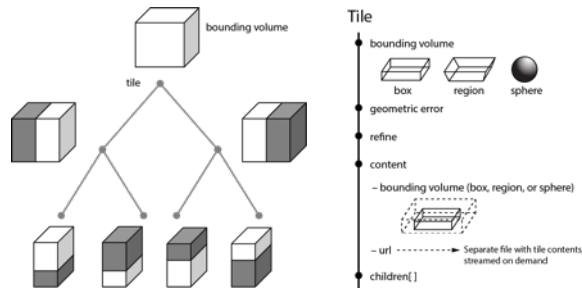 bounding volume
tile
Tile
bounding volume
box region sphere
geometric error
refine
content
– bounding volume (box, region, or sphere)
– url
Separate file with tile contents
streamed on demand
children[ ]